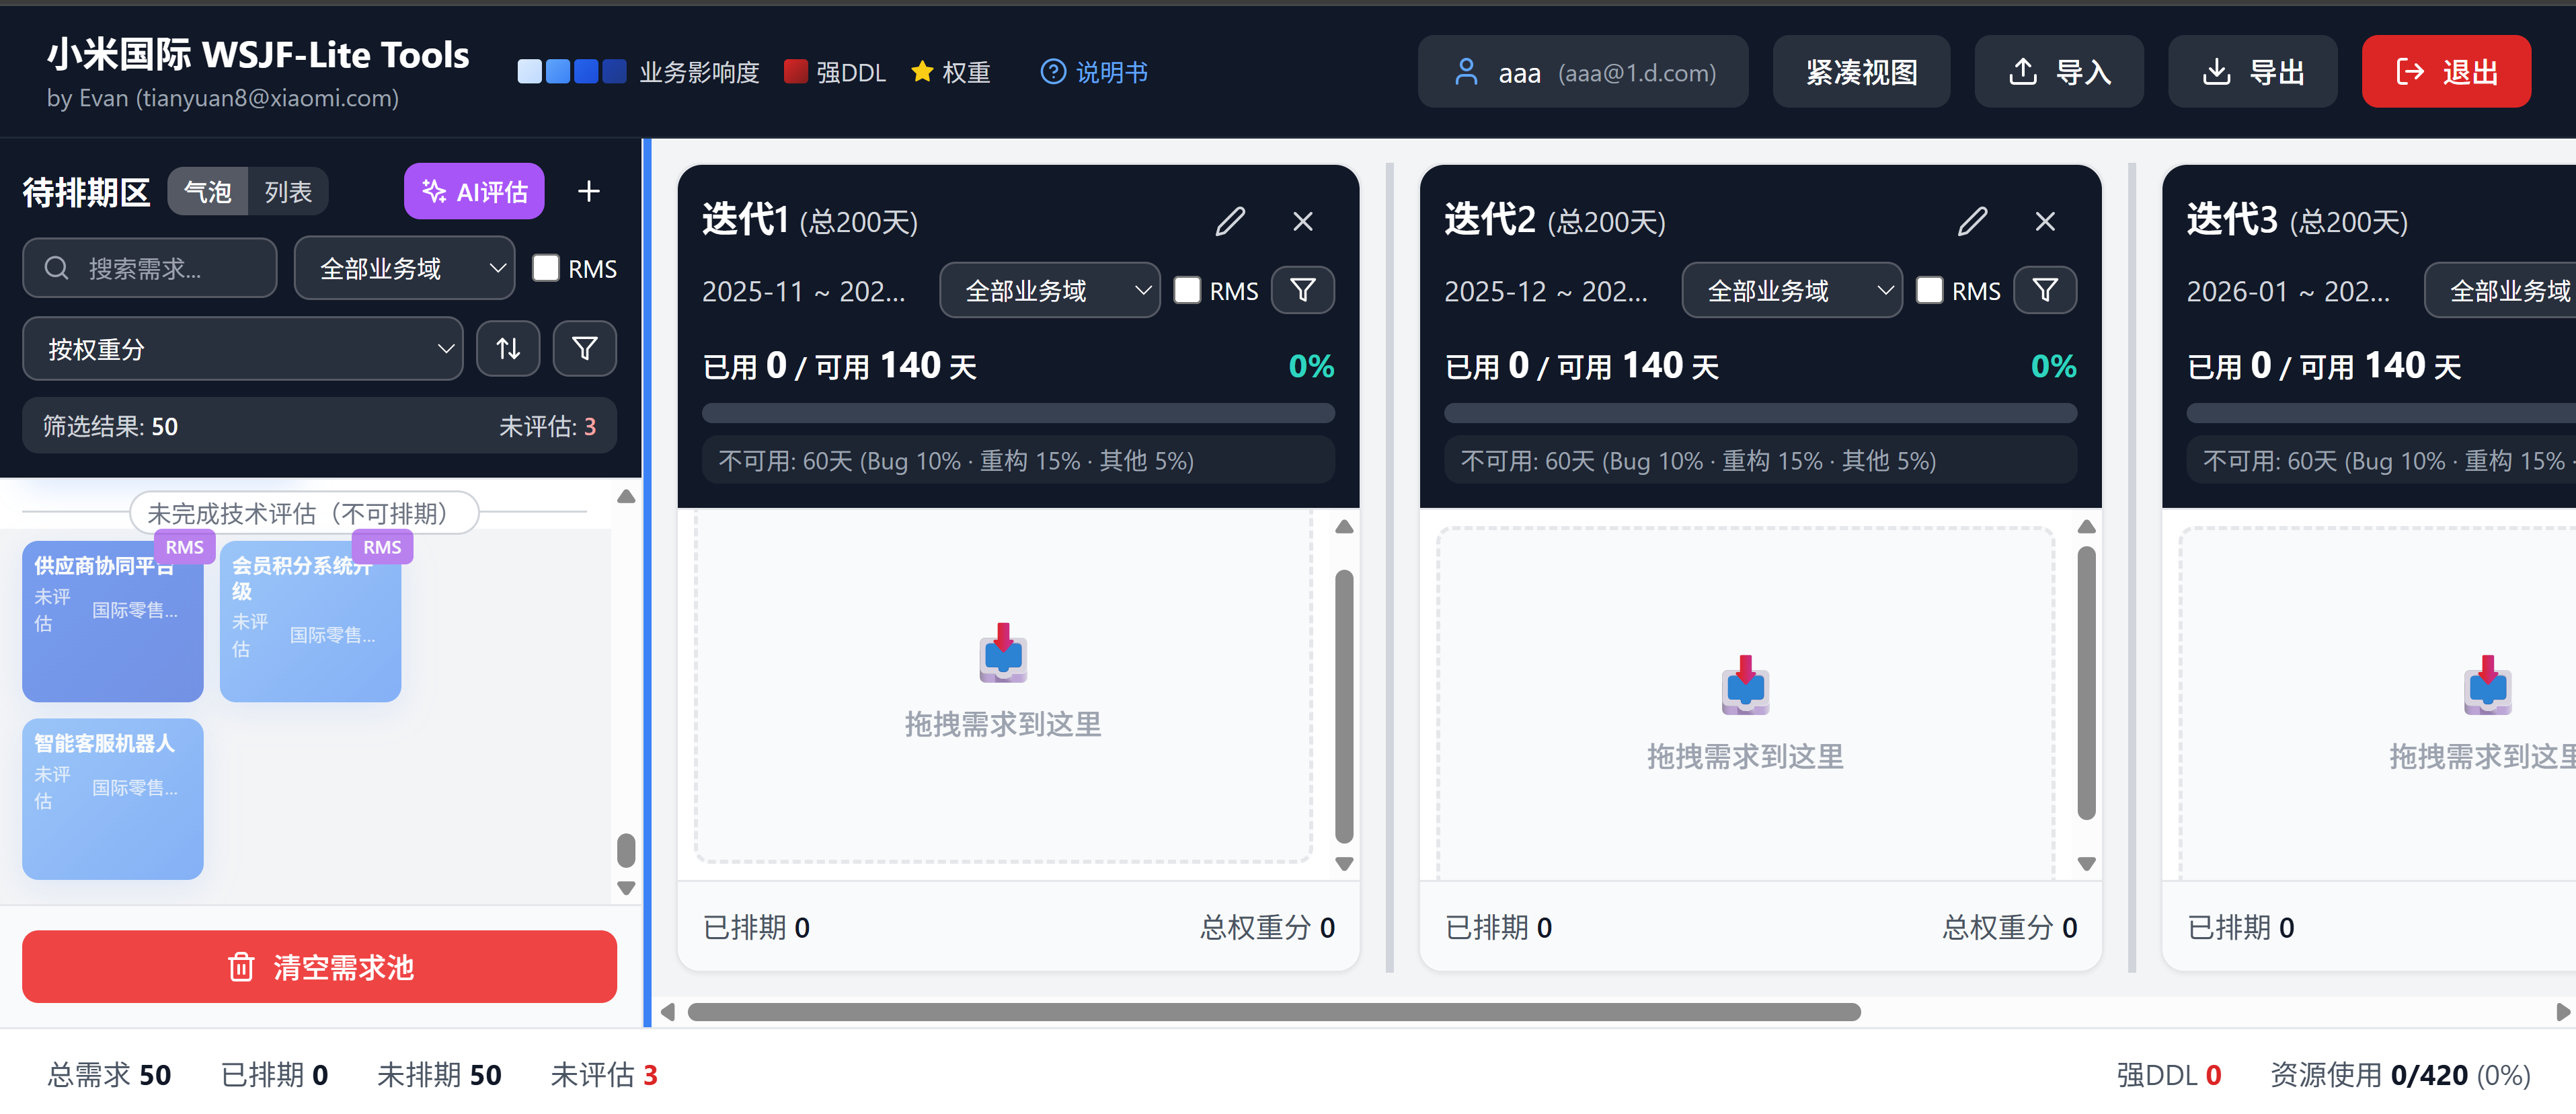 小米国际 WSJF-Lite Tools
by Evan (tianyuan8@xiaomi.com)
业务影响度
强DDL
权重
说明书
aaa (aaa@1.d.com)
紧凑视图
导入
导出
退出
待排期区
气泡
列表
AI评估
搜索需求...
全部业务域
RMS
按权重分
筛选结果: 50
未评估: 3
未完成技术评估（不可排期）
供应商协同平台
RMS
未评估
国际零售...
会员积分系统升级
RMS
未评估
国际零售...
智能客服机器人
未评估
国际零售...
清空需求池
迭代1 (总200天)
2025-11 ~ 202...
全部业务域
RMS
已用 0 / 可用 140 天
0%
不可用: 60天 (Bug 10% · 重构 15% · 其他 5%)
拖拽需求到这里
已排期 0
总权重分 0
迭代2 (总200天)
2025-12 ~ 202...
全部业务域
RMS
已用 0 / 可用 140 天
0%
不可用: 60天 (Bug 10% · 重构 15% · 其他 5%)
拖拽需求到这里
已排期 0
总权重分 0
迭代3 (总200天)
2026-01 ~ 202...
全部业务域
已用 0 / 可用 140 天
不可用: 60天 (Bug 10% · 重构 15% ·
拖拽需求到这里
已排期 0
总需求 50
已排期 0
未排期 50
未评估 3
强DDL 0
资源使用 0/420 (0%)